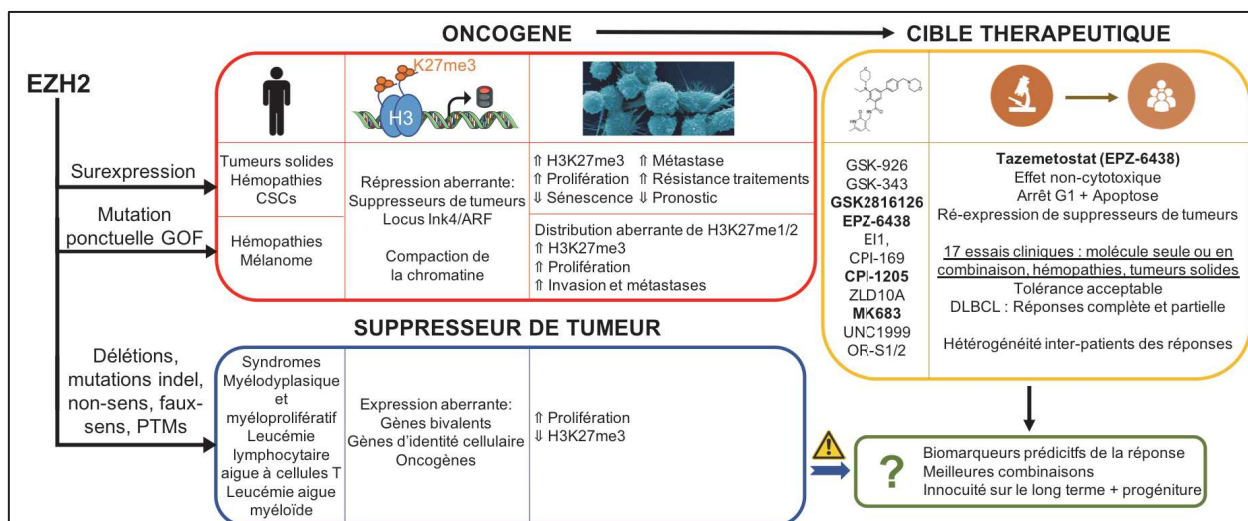 ONCOGENE
CIBLE THERAPEUTIQUE
EZH2
K27me3
H3
Surexpression
Tumeurs solides
Hémopathies
CSCs
Mutation
ponctuelle GOF
Hémopathies
Mélanome
Répression aberrante:
Suppresseurs de tumeurs
Locus Ink4/ARF
Compaction de
la chromatine
⇑ H3K27me3 ⇑ Métastase
⇑ Prolifération ⇑ Résistance traitements
⇓ Sénescence ⇓ Pronostic
Distribution aberrante de H3K27me1/2
⇑ H3K27me3
⇑ Prolifération
⇑ Invasion et métastases
GSK-926
GSK-343
GSK2816126
EPZ-6438
EI1,
CPI-169
CPI-1205
ZLD10A
MK683
UNC1999
OR-S1/2
Tazemetostat (EPZ-6438)
Effet non-cytotoxique
Arrêt G1 + Apoptose
Ré-expression de suppresseurs de tumeurs
17 essais cliniques : molécule seule ou en
combinaison, hémopathies, tumeurs solides
Tolérance acceptable
DLBCL : Réponses complète et partielle
Hétérogénéité inter-patients des réponses
SUPPRESSEUR DE TUMEUR
Délétions,
mutations indel,
non-sens, faux-
sens, PTMs
Syndromes
Myélodyplasique
et
myéloprolifératif
Leucémie
lymphocytaire
aigue à cellules T
Leucémie aigue
myéloïde
Expression aberrante:
Gènes bivalents
Gènes d'identité cellulaire
Oncogènes
⇑ Prolifération
⇓ H3K27me3
!
?
Biomarqueurs prédicitfs de la réponse
Meilleures combinaisons
Innocuité sur le long terme + progéniture